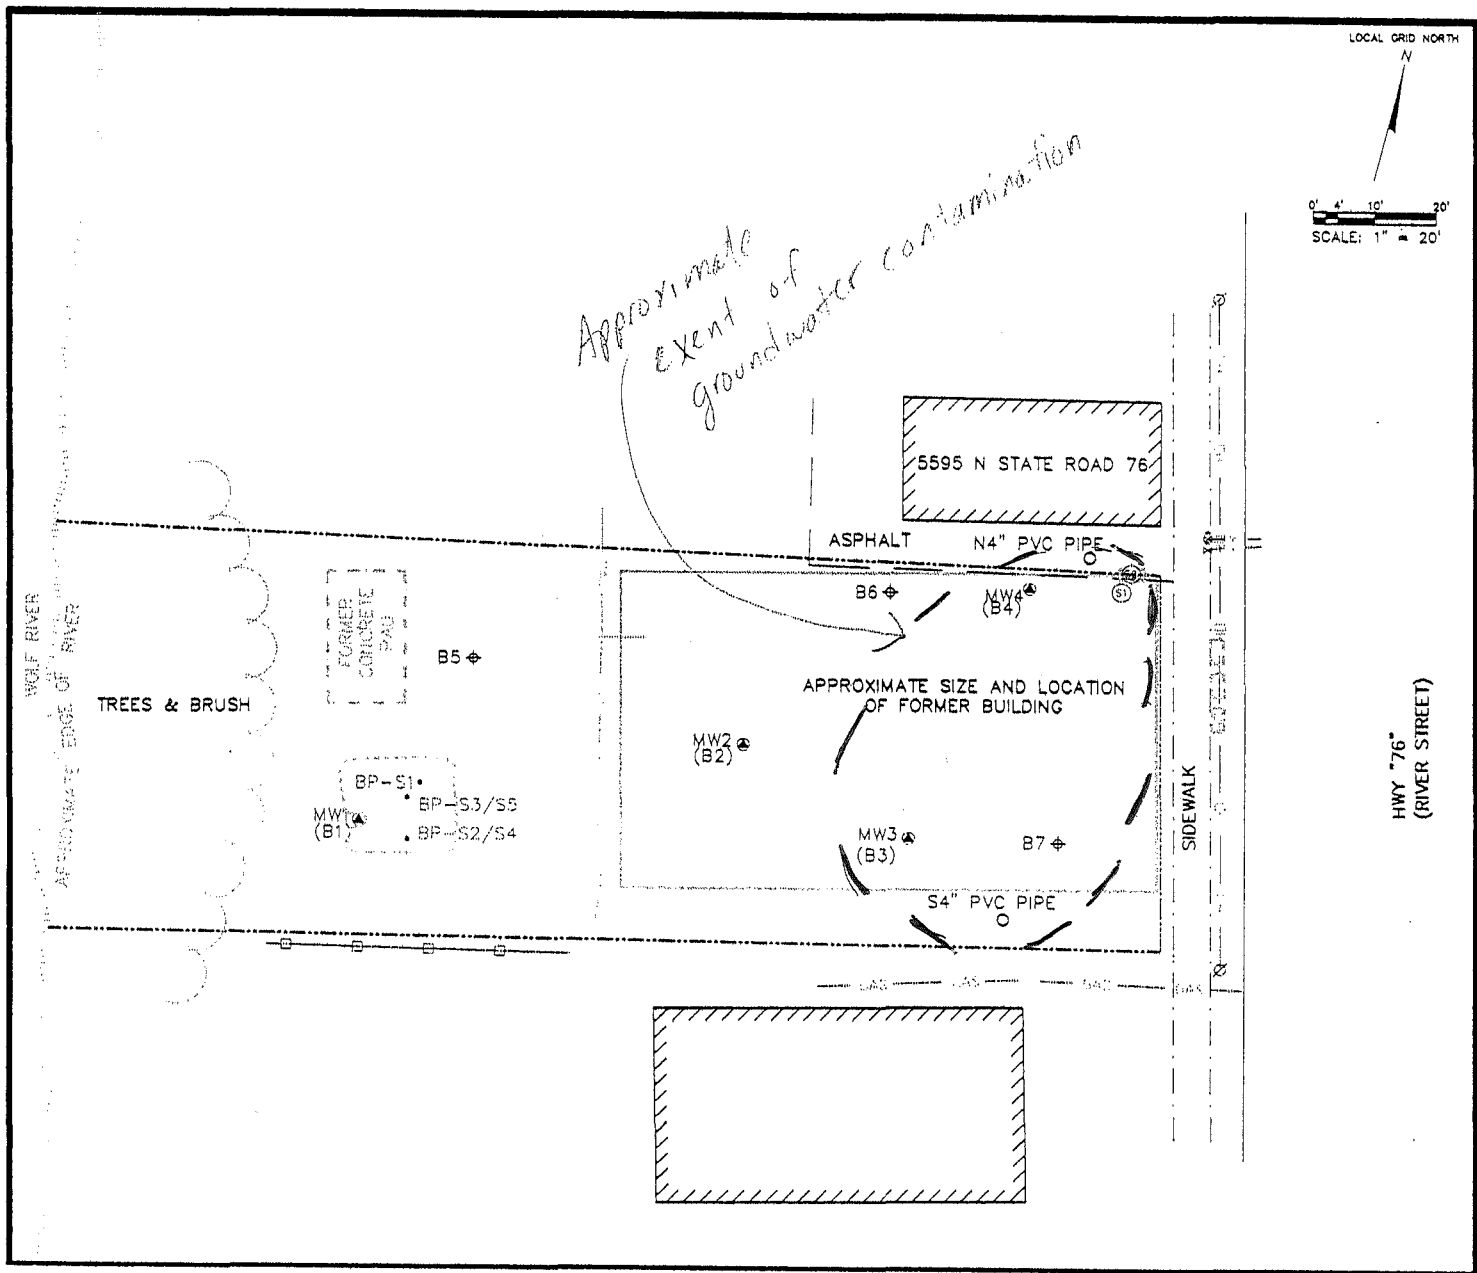 LOCAL GRID NORTH
N
0' 4' 10' 20'
SCALE: 1" = 20'
Approximate
exent of
groundwater contamination
5595 N STATE ROAD 76
ASPHALT
N4" PVC PIPE
B6
MW4
(B4)
S1
WOLF RIVER
APPROXIMATE EDGE OF RIVER
FORMER
CONCRETE
PAD
B5
TREES & BRUSH
APPROXIMATE SIZE AND LOCATION
OF FORMER BUILDING
MW2
(B2)
BP-S1
BP-S3/S5
MW1
(B1)
BP-S2/S4
MW3
(B3)
B7
S4" PVC PIPE
SIDEWALK
HWY "76"
(RIVER STREET)
GAS GAS GAS GAS